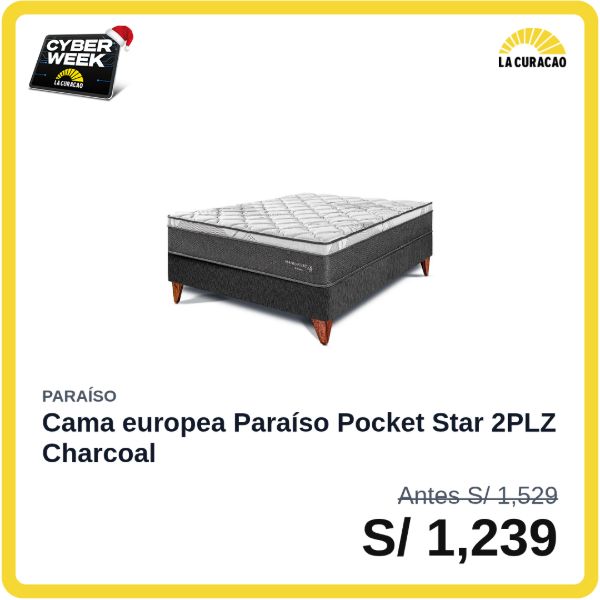 CYBER
WEEK
LA CURACAO
LA CURACAO
PARAÍSO
Cama europea Paraíso Pocket Star 2PLZ
Charcoal
Antes S/ 1,529
S/ 1,239